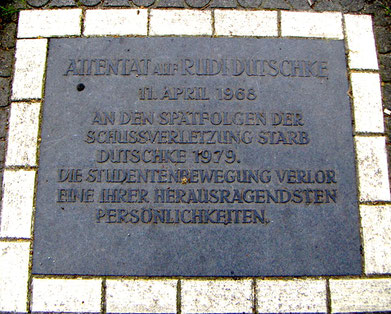 ATTENTAT AUF RUDI DUTSCHKE
11. APRIL 1968
AN DEN SPÄTFOLGEN DER
SCHUSSVERLETZUNG STARB
DUTSCHKE 1979.
DIE STUDENTENBEWEGUNG VERLOR
EINE IHRER HERAUSRAGENDSTEN
PERSÖNLICHKEITEN.